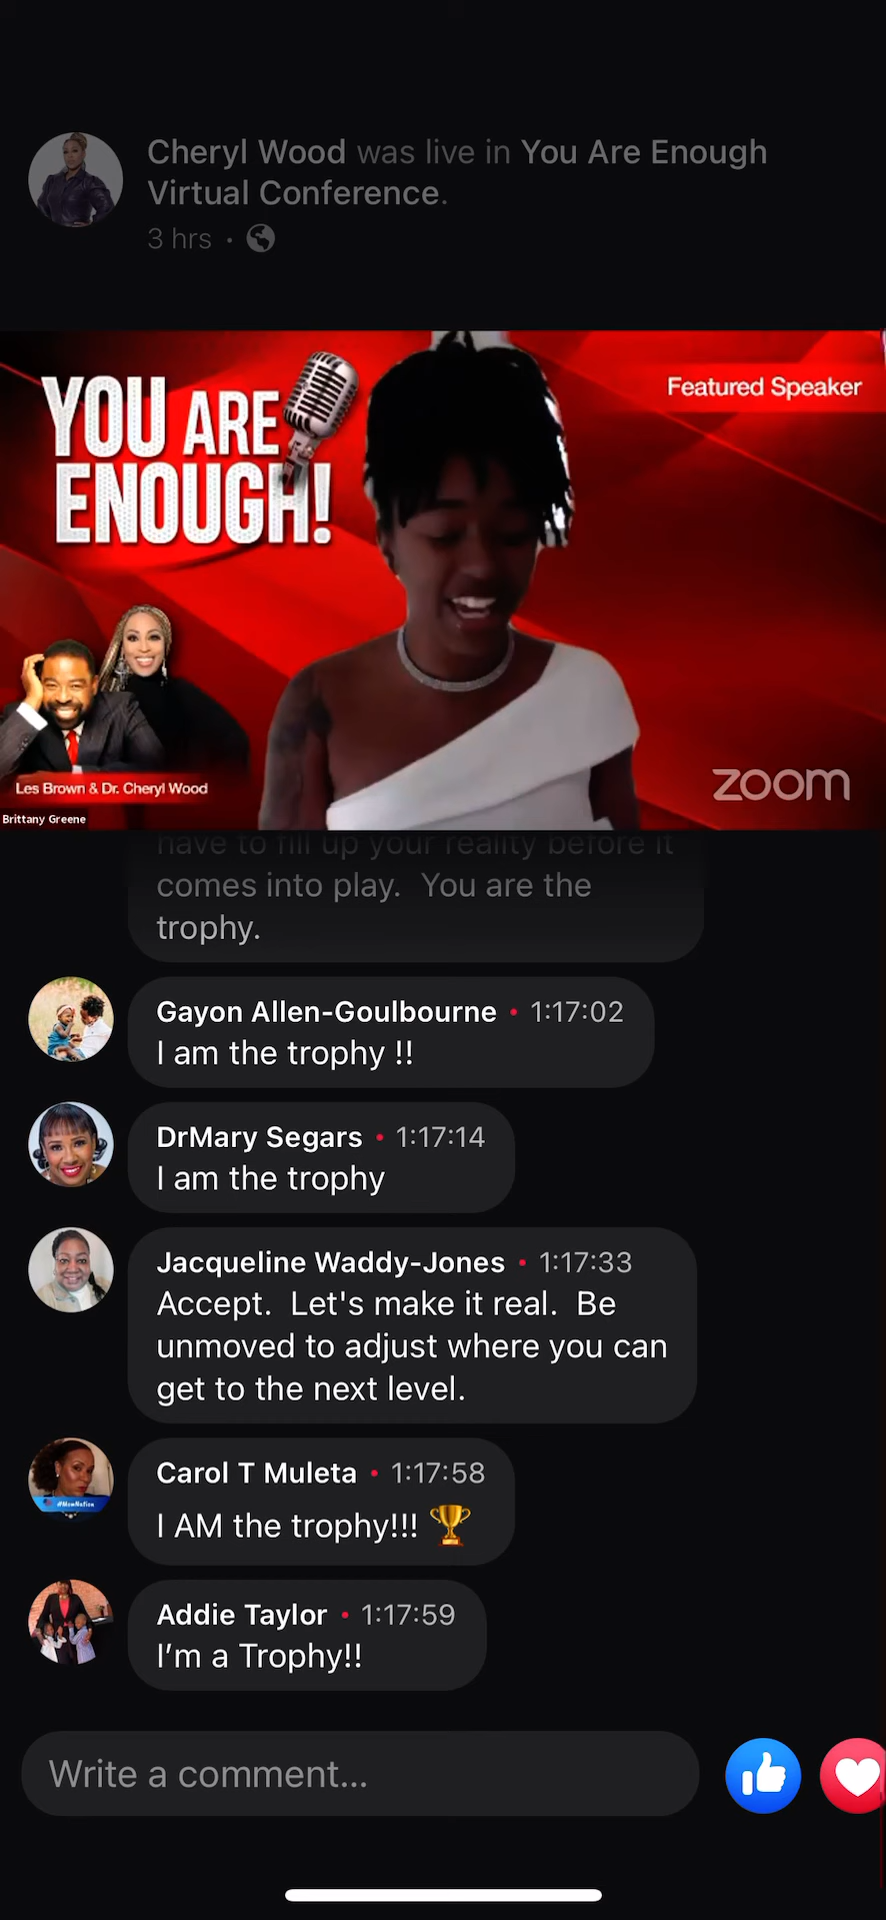 Cheryl Wood was live in You Are Enough
Virtual Conference.
3 hrs ·
YOU ARE
ENOUGH!
Featured Speaker
Les Brown & Dr. Cheryl Wood
zoom
Brittany Greene
have to fill up your reality before it
comes into play.  You are the
trophy.
Gayon Allen-Goulbourne • 1:17:02
I am the trophy !!
DrMary Segars • 1:17:14
I am the trophy
Jacqueline Waddy-Jones • 1:17:33
Accept.  Let's make it real.  Be
unmoved to adjust where you can
get to the next level.
#MomNation
Carol T Muleta • 1:17:58
I AM the trophy!!! 🏆
Addie Taylor • 1:17:59
I’m a Trophy!!
Write a comment...